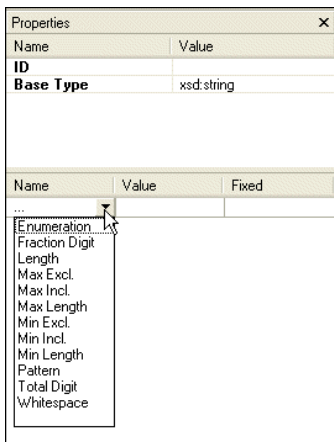 Properties ×
Name Value
ID
Base Type xsd:string
Name Value Fixed
...
Enumeration
Fraction Digit
Length
Max Excl.
Max Incl.
Max Length
Min Excl.
Min Incl.
Min Length
Pattern
Total Digit
Whitespace